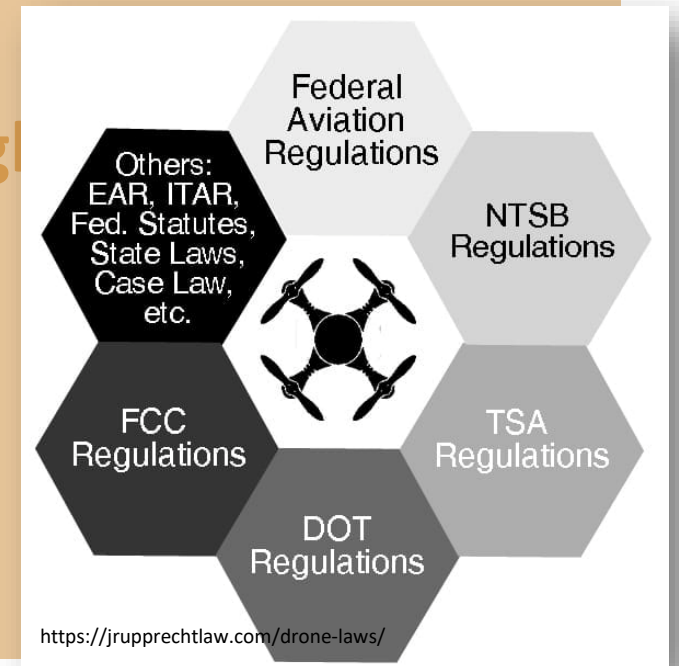 Federal
Aviation
Regulations
NTSB
Regulations
TSA
Regulations
DOT
Regulations
FCC
Regulations
Others:
EAR, ITAR,
Fed. Statutes,
State Laws,
Case Law,
etc.
https://jrupprechtlaw.com/drone-laws/